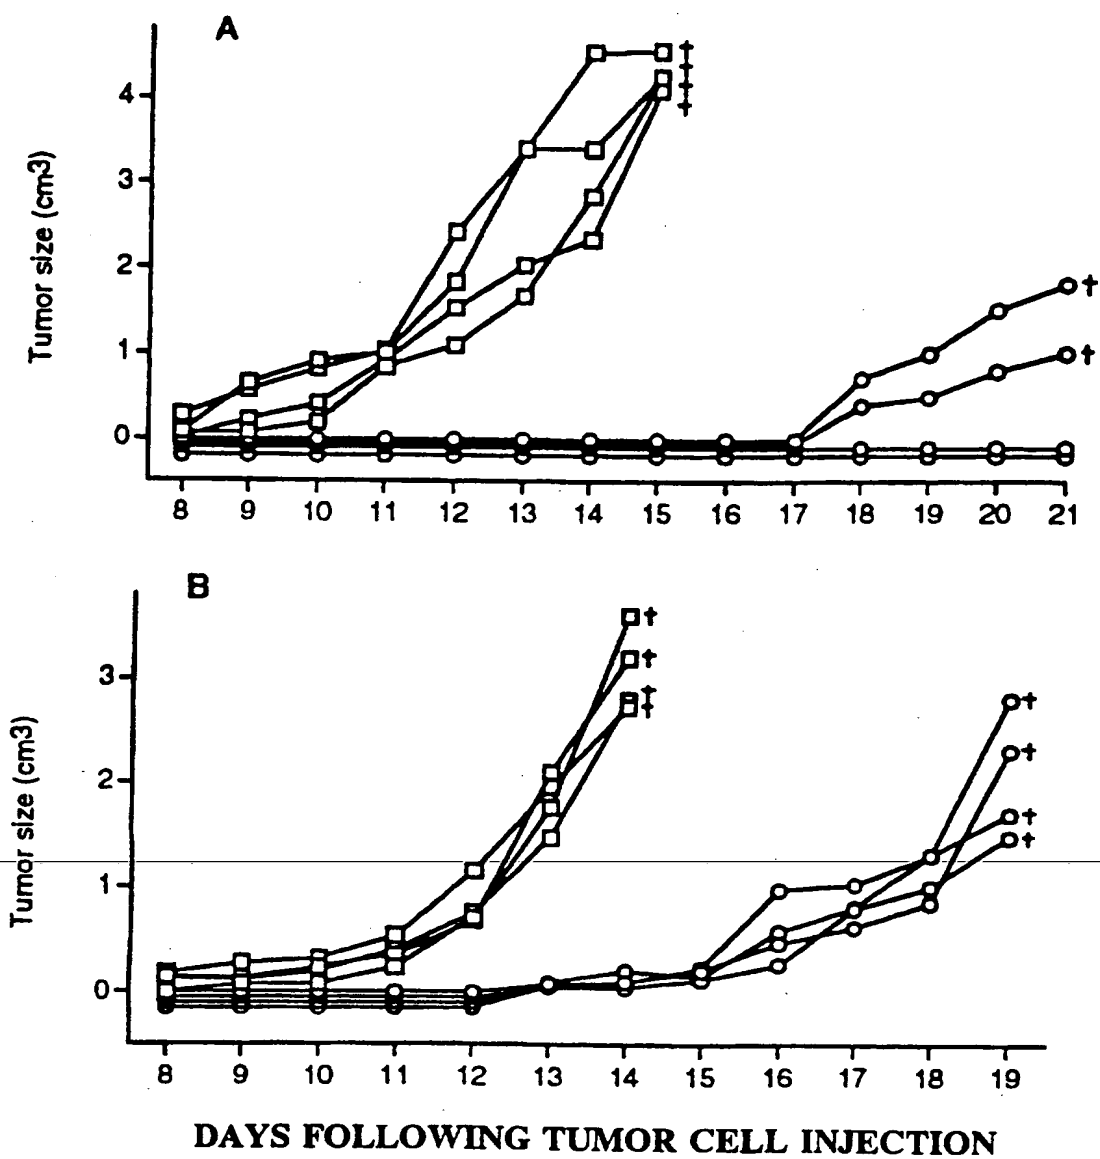 A
Tumor size (cm3)
4
3
2
1
0
† † † †
†
†
8 9 10 11 12 13 14 15 16 17 18 19 20 21
B
Tumor size (cm3)
3
2
1
0
† † † †
† † † †
8 9 10 11 12 13 14 15 16 17 18 19
DAYS FOLLOWING TUMOR CELL INJECTION